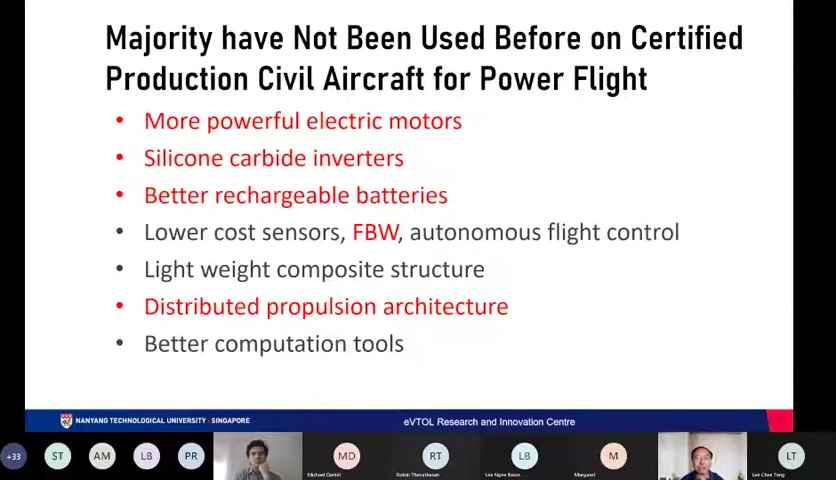 Majority have Not Been Used Before on Certified
Production Civil Aircraft for Power Flight
• More powerful electric motors
• Silicone carbide inverters
• Better rechargeable batteries
• Lower cost sensors, FBW, autonomous flight control
• Light weight composite structure
• Distributed propulsion architecture
• Better computation tools
NANYANG TECHNOLOGICAL UNIVERSITY | SINGAPORE
eVTOL Research and Innovation Centre
+33 ST AM LB PR MD RT LB M LT
Michael Daniel Robin Thevathasan Lee Ngee Boon Margaret Lee Chee Teng